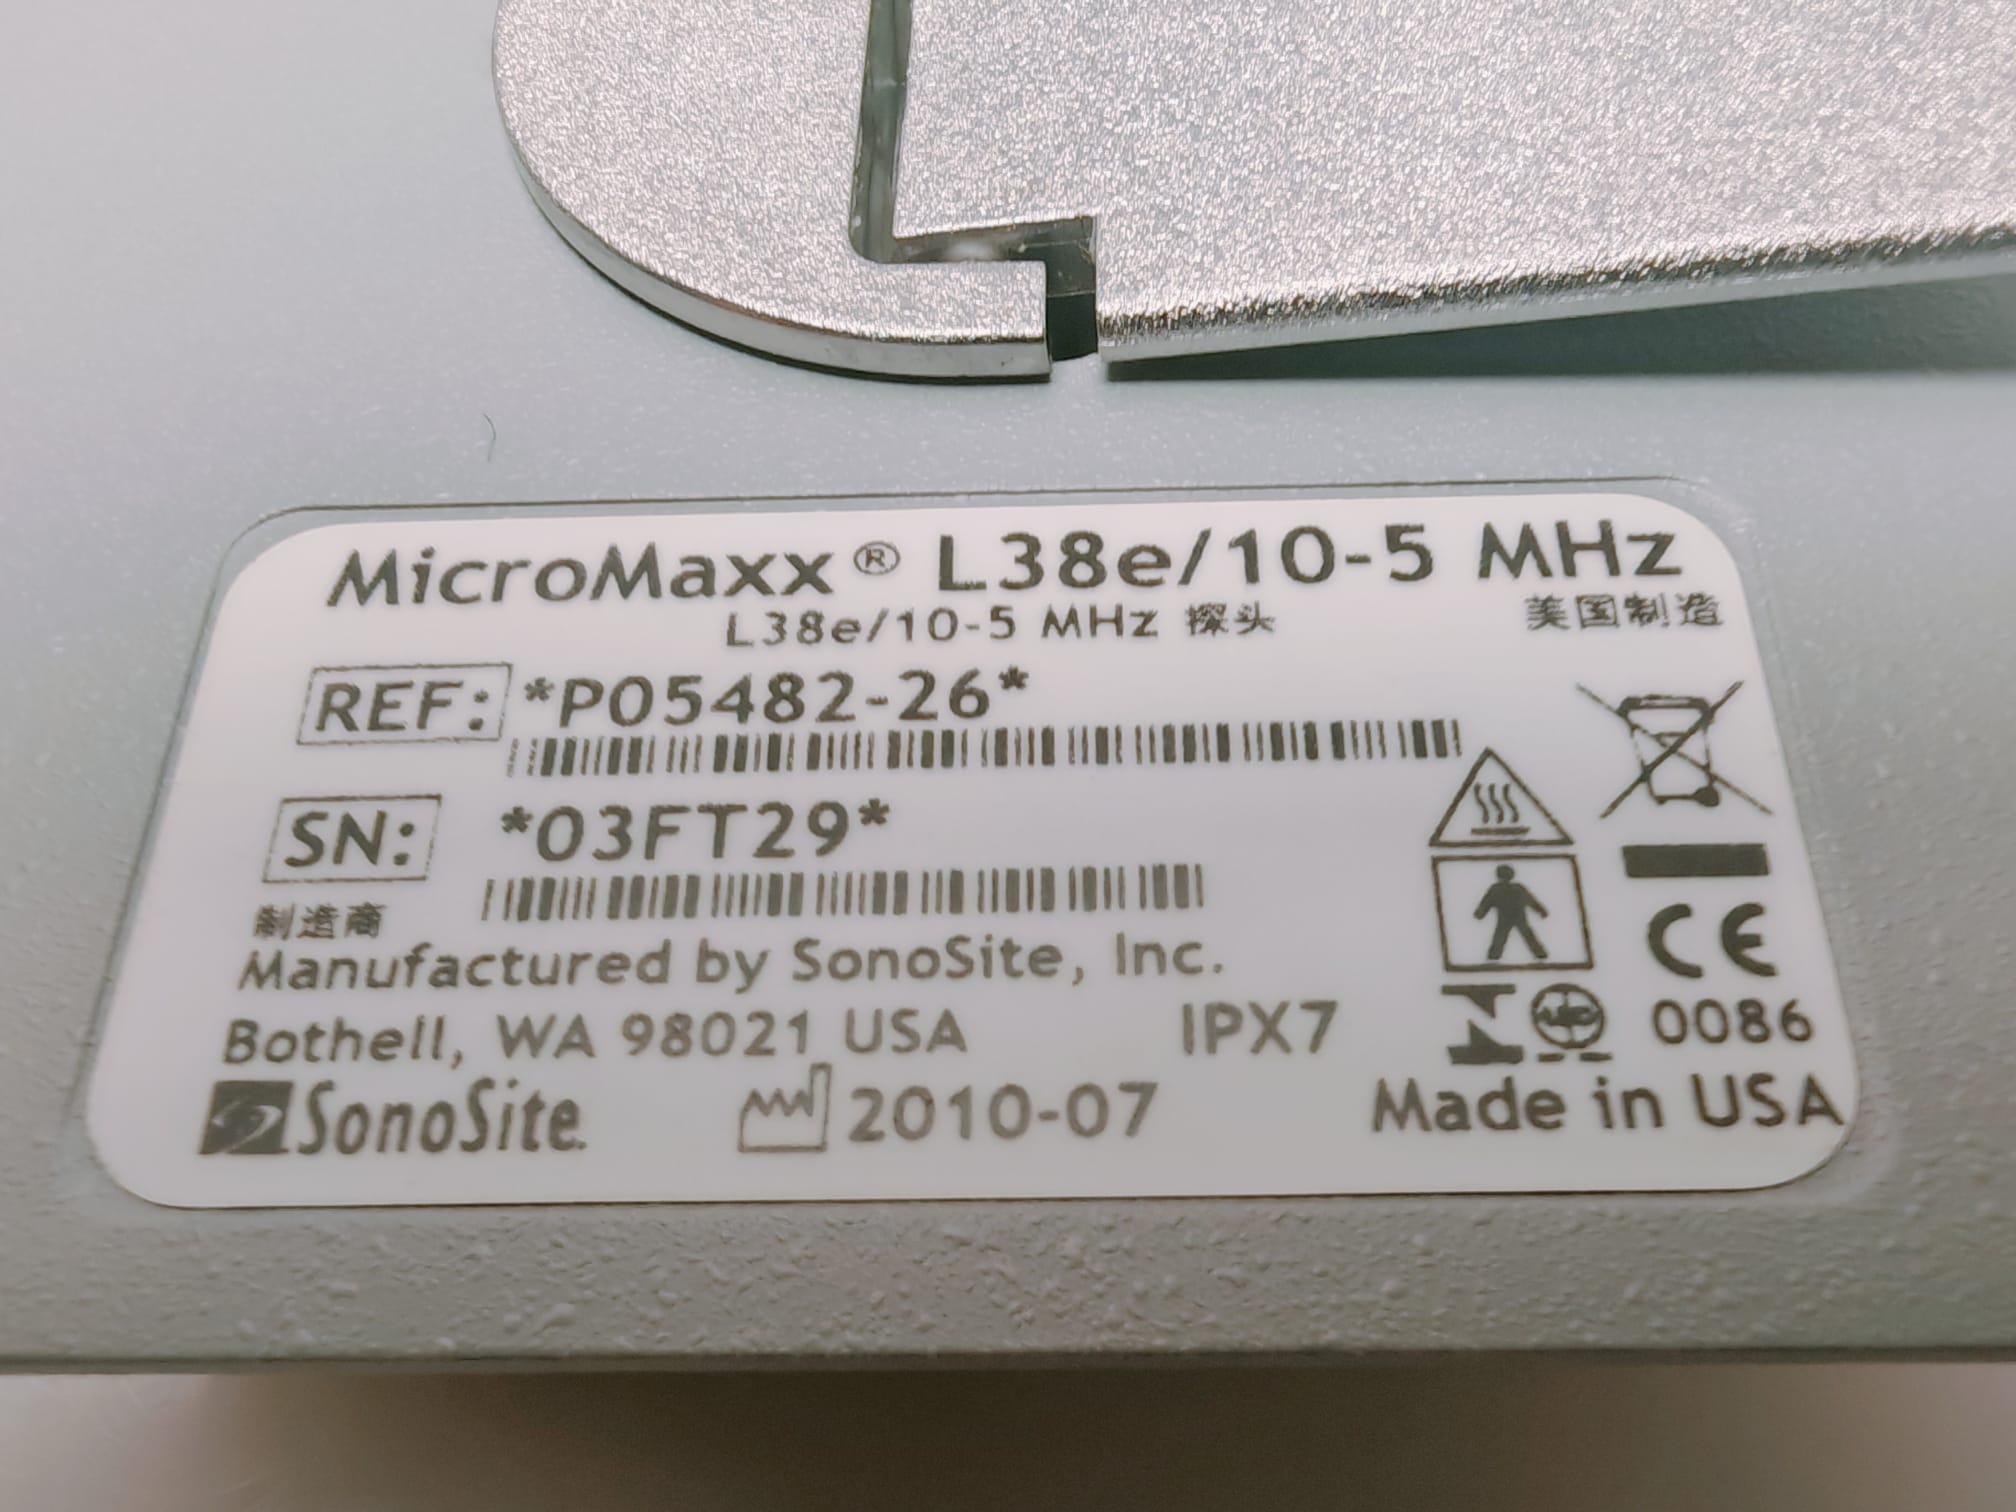 MicroMaxx® L38e/10-5 MHz
L38e/10-5 MHz 探头 美国制造
REF: *P05482-26*
SN: *03FT29*
制造商
Manufactured by SonoSite, Inc.
Bothell, WA 98021 USA IPX7 0086
SonoSite 2010-07 Made in USA